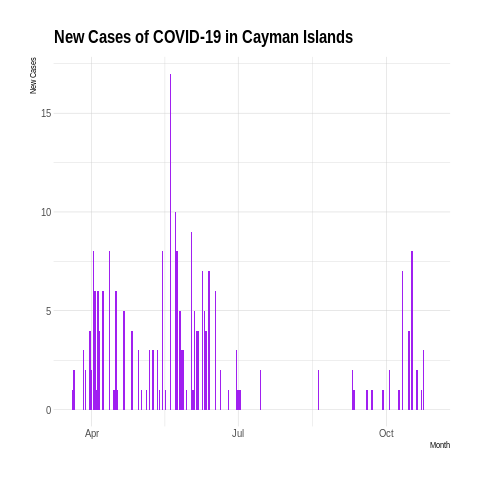 New Cases of COVID-19 in Cayman Islands
New Cases
15
10
5
0
Apr Jul Oct
Month